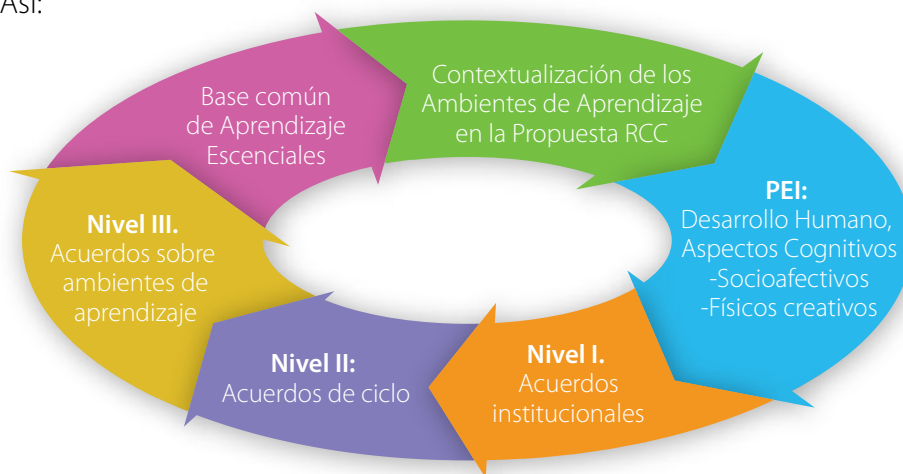 Así:
Base común
de Aprendizaje
Escenciales
Contextualización de los
Ambientes de Aprendizaje
en la Propuesta RCC
PEI:
Desarrollo Humano,
Aspectos Cognitivos
-Socioafectivos
-Físicos creativos
Nivel I.
Acuerdos
institucionales
Nivel II:
Acuerdos de ciclo
Nivel III.
Acuerdos sobre
ambientes de
aprendizaje